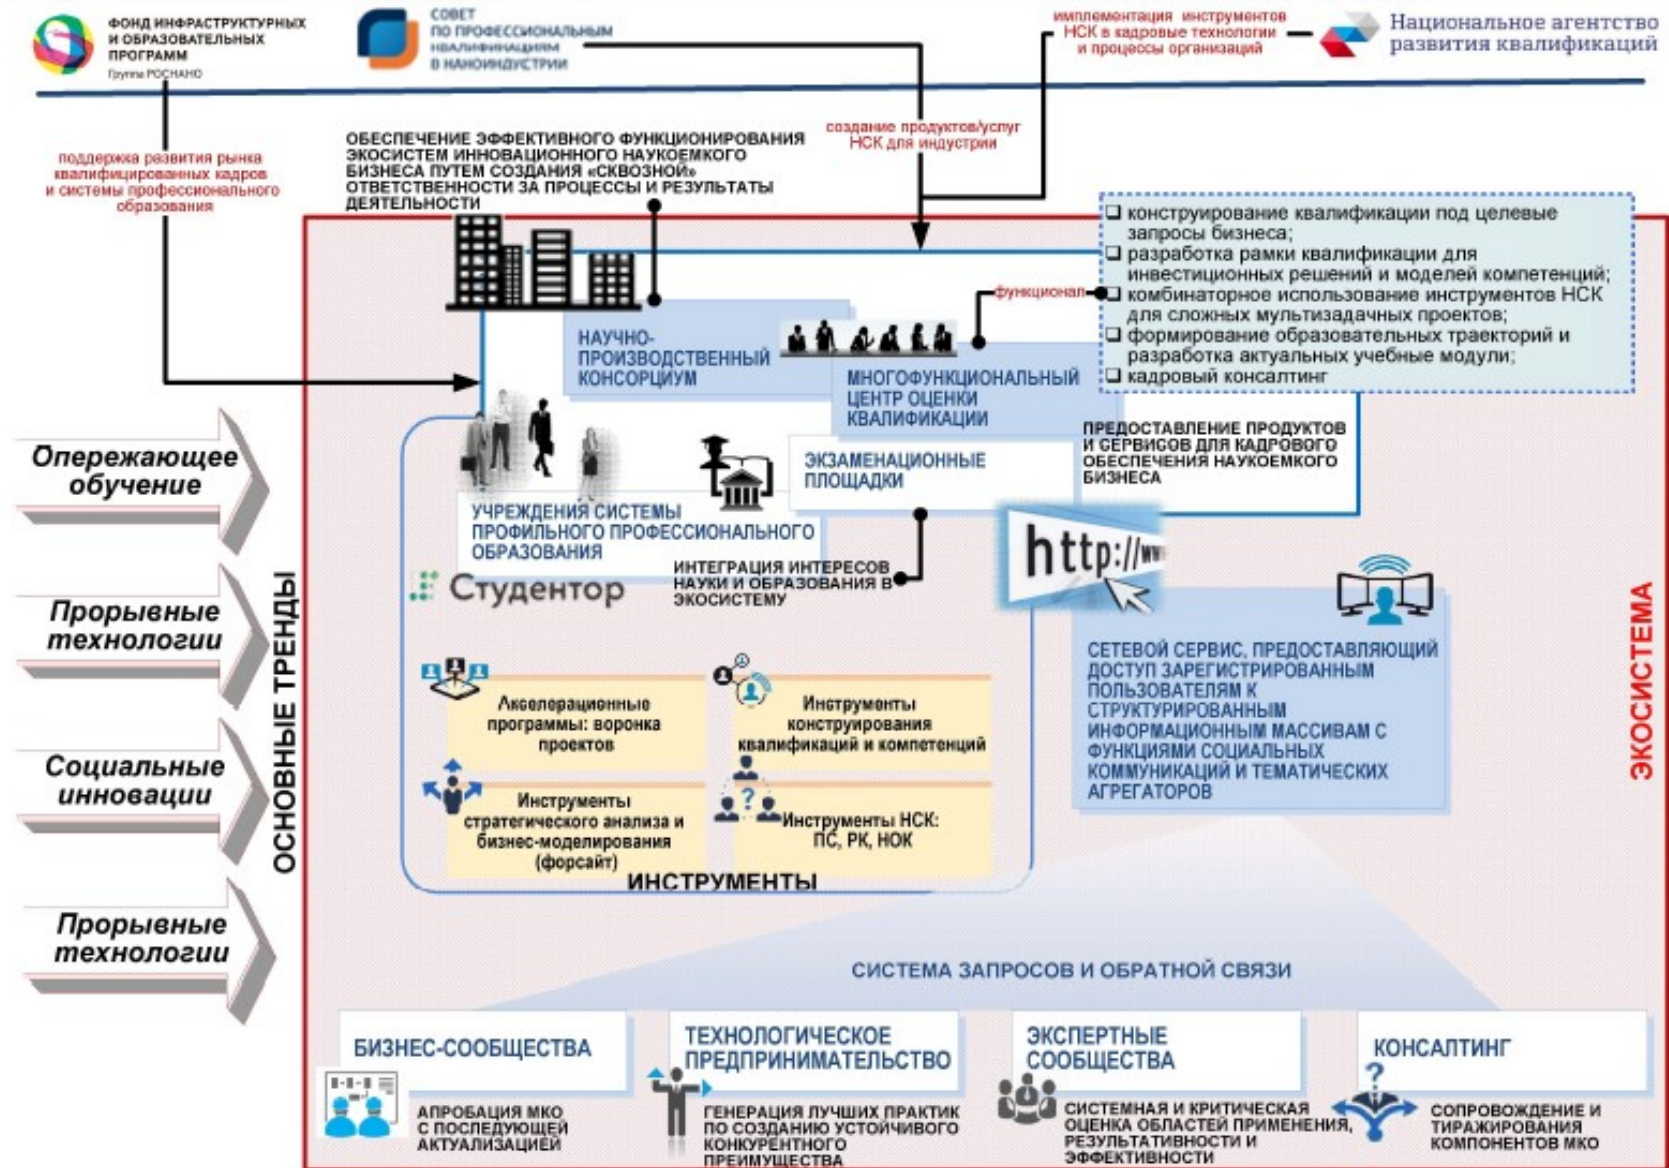 ФОНД ИНФРАСТРУКТУРНЫХ
И ОБРАЗОВАТЕЛЬНЫХ
ПРОГРАММ
Группа РОСНАНО
СОВЕТ
ПО ПРОФЕССИОНАЛЬНЫМ
КВАЛИФИКАЦИЯМ
В НАНОИНДУСТРИИ
имплементация инструментов
НСК в кадровые технологии
и процессы организаций
Национальное агентство
развития квалификаций
поддержка развития рынка
квалифицированных кадров
и системы профессионального
образования
ОБЕСПЕЧЕНИЕ ЭФФЕКТИВНОГО ФУНКЦИОНИРОВАНИЯ
ЭКОСИСТЕМ ИННОВАЦИОННОГО НАУКОЕМКОГО
БИЗНЕСА ПУТЕМ СОЗДАНИЯ «СКВОЗНОЙ»
ОТВЕТСТВЕННОСТИ ЗА ПРОЦЕССЫ И РЕЗУЛЬТАТЫ
ДЕЯТЕЛЬНОСТИ
создание продуктов/услуг
НСК для индустрии
конструирование квалификации под целевые
запросы бизнеса;
разработка рамки квалификации для
инвестиционных решений и моделей компетенций;
комбинаторное использование инструментов НСК
для сложных мультизадачных проектов;
формирование образовательных траекторий и
разработка актуальных учебные модули;
кадровый консалтинг
функционал
НАУЧНО-
ПРОИЗВОДСТВЕННЫЙ
КОНСОРЦИУМ
МНОГОФУНКЦИОНАЛЬНЫЙ
ЦЕНТР ОЦЕНКИ
КВАЛИФИКАЦИИ
ПРЕДОСТАВЛЕНИЕ ПРОДУКТОВ
И СЕРВИСОВ ДЛЯ КАДРОВОГО
ОБЕСПЕЧЕНИЯ НАУКОЕМКОГО
БИЗНЕСА
ЭКЗАМЕНАЦИОННЫЕ
ПЛОЩАДКИ
УЧРЕЖДЕНИЯ СИСТЕМЫ
ПРОФИЛЬНОГО ПРОФЕССИОНАЛЬНОГО
ОБРАЗОВАНИЯ
ИНТЕГРАЦИЯ ИНТЕРЕСОВ
НАУКИ И ОБРАЗОВАНИЯ В
ЭКОСИСТЕМУ
Студентор
http://ww
Опережающее
обучение
Прорывные
технологии
Социальные
инновации
Прорывные
технологии
ОСНОВНЫЕ ТРЕНДЫ
ЭКОСИСТЕМА
СЕТЕВОЙ СЕРВИС, ПРЕДОСТАВЛЯЮЩИЙ
ДОСТУП ЗАРЕГИСТРИРОВАННЫМ
ПОЛЬЗОВАТЕЛЯМ К
СТРУКТУРИРОВАННЫМ
ИНФОРМАЦИОННЫМ МАССИВАМ С
ФУНКЦИЯМИ СОЦИАЛЬНЫХ
КОММУНИКАЦИЙ И ТЕМАТИЧЕСКИХ
АГРЕГАТОРОВ
Акселерационные
программы: воронка
проектов
Инструменты
конструирования
квалификаций и компетенций
Инструменты
стратегического анализа и
бизнес-моделирования
(форсайт)
?
Инструменты НСК:
ПС, РК, НОК
ИНСТРУМЕНТЫ
СИСТЕМА ЗАПРОСОВ И ОБРАТНОЙ СВЯЗИ
БИЗНЕС-СООБЩЕСТВА
АПРОБАЦИЯ МКО
С ПОСЛЕДУЮЩЕЙ
АКТУАЛИЗАЦИЕЙ
ТЕХНОЛОГИЧЕСКОЕ
ПРЕДПРИНИМАТЕЛЬСТВО
ГЕНЕРАЦИЯ ЛУЧШИХ ПРАКТИК
ПО СОЗДАНИЮ УСТОЙЧИВОГО
КОНКУРЕНТНОГО
ПРЕИМУЩЕСТВА
ЭКСПЕРТНЫЕ
СООБЩЕСТВА
СИСТЕМНАЯ И КРИТИЧЕСКАЯ
ОЦЕНКА ОБЛАСТЕЙ ПРИМЕНЕНИЯ,
РЕЗУЛЬТАТИВНОСТИ И
ЭФФЕКТИВНОСТИ
КОНСАЛТИНГ
?
СОПРОВОЖДЕНИЕ И
ТИРАЖИРОВАНИЯ
КОМПОНЕНТОВ МКО